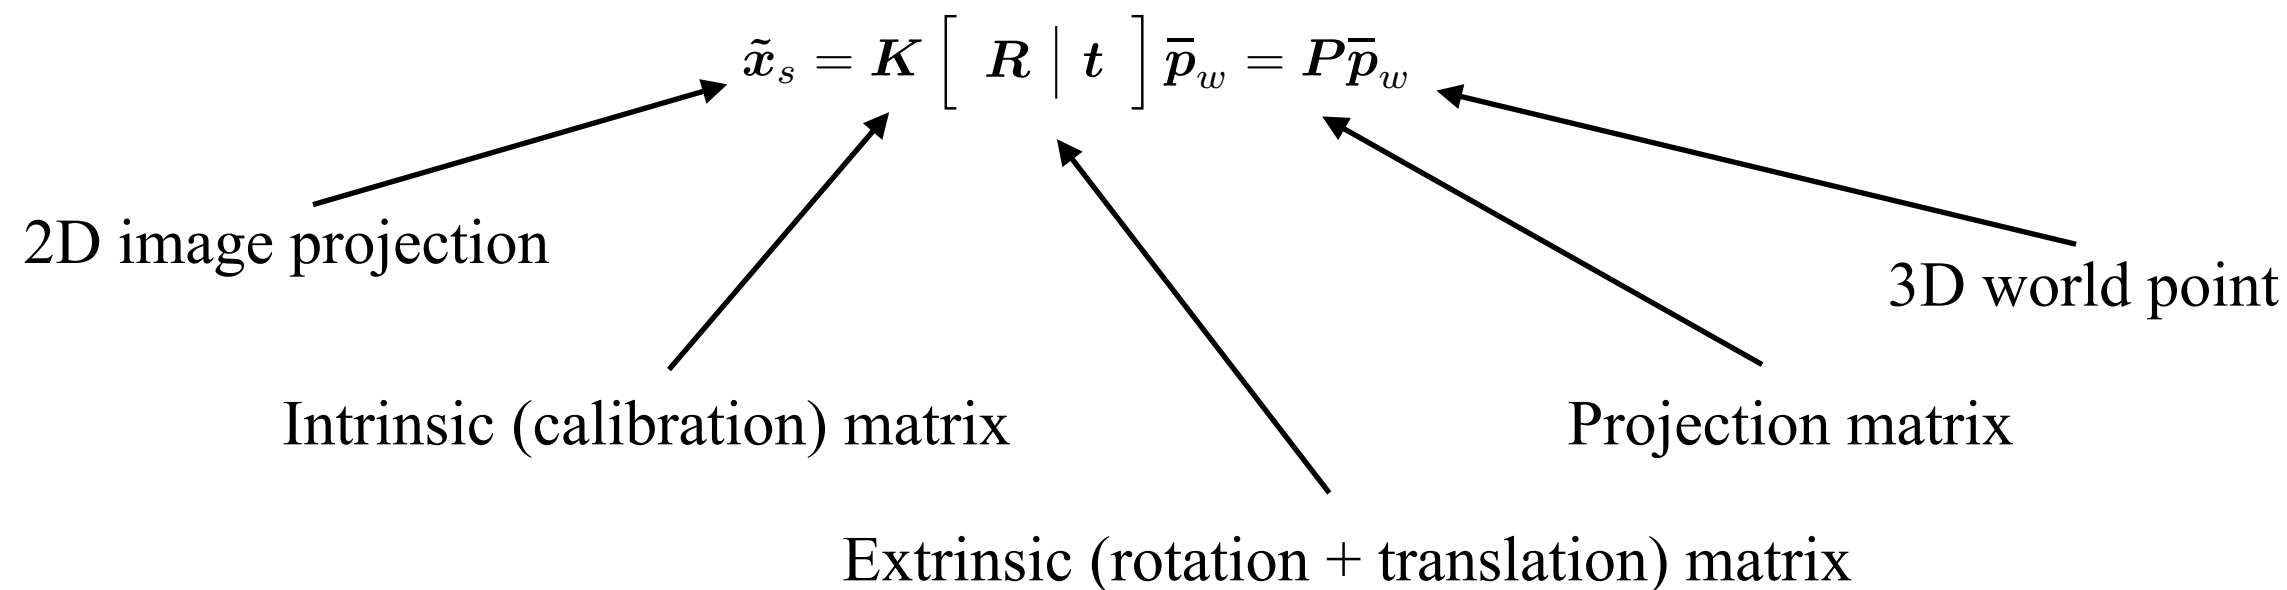 x̃ₛ = K [ R | t ] p̅_w = P p̅_w
2D image projection
3D world point
Intrinsic (calibration) matrix
Projection matrix
Extrinsic (rotation + translation) matrix